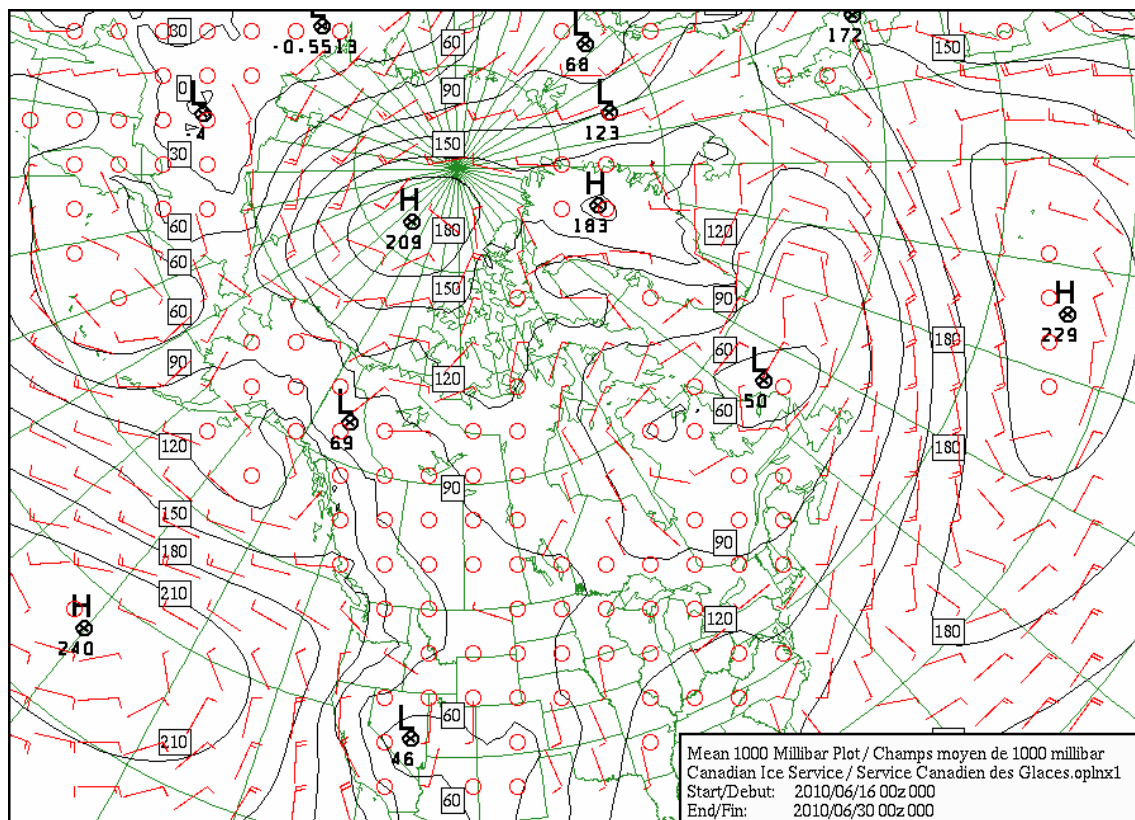 30 60 L -0.5513 L 68 172 150
0 L -4 90 L 123
30 150 H 183
60 H 209 180 120
60 60 150 90 H 229
90 120 60 L 50 180
L 69 60
120 90 180
150 90
180
210 120 180
H 240
210 L 46 60
60
Mean 1000 Millibar Plot / Champs moyen de 1000 millibar
Canadian Ice Service / Service Canadien des Glaces.oplnx1
Start/Debut: 2010/06/16 00z 000
End/Fin: 2010/06/30 00z 000